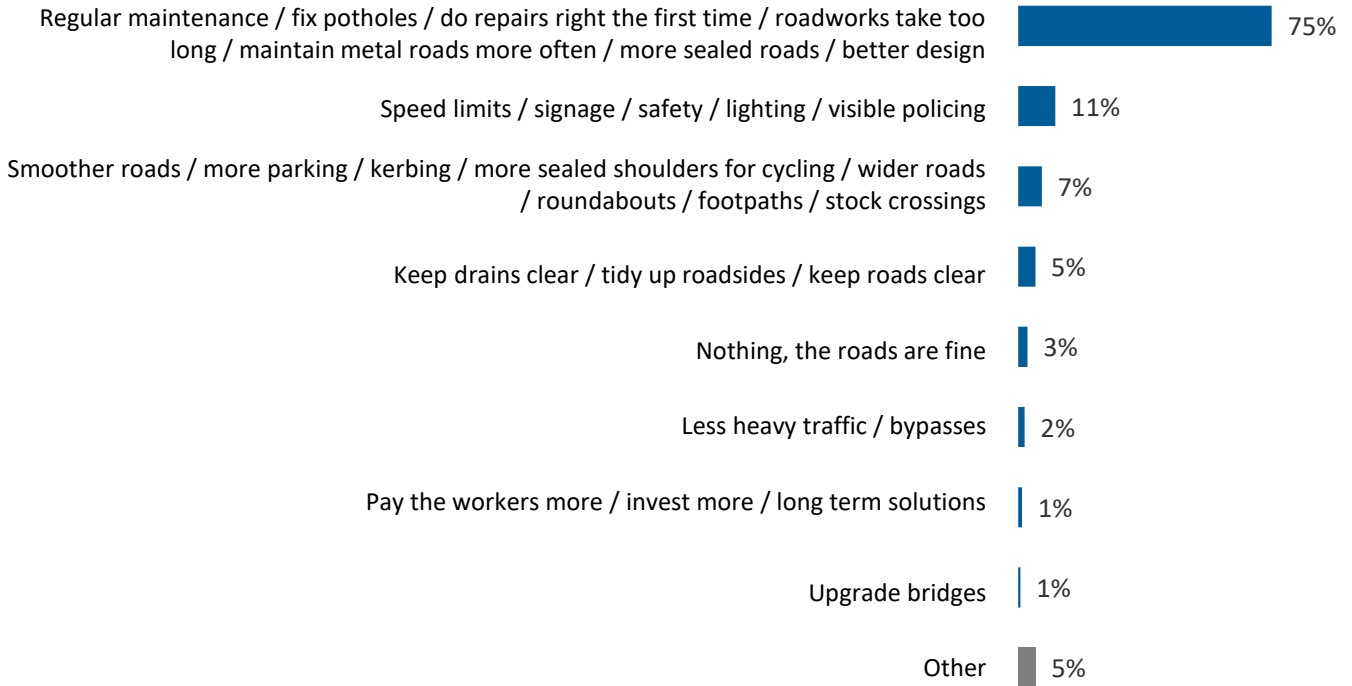 Regular maintenance / fix potholes / do repairs right the first time / roadworks take too
long / maintain metal roads more often / more sealed roads / better design
75%
Speed limits / signage / safety / lighting / visible policing
11%
Smoother roads / more parking / kerbing / more sealed shoulders for cycling / wider roads
/ roundabouts / footpaths / stock crossings
7%
Keep drains clear / tidy up roadsides / keep roads clear
5%
Nothing, the roads are fine
3%
Less heavy traffic / bypasses
2%
Pay the workers more / invest more / long term solutions
1%
Upgrade bridges
1%
Other
5%